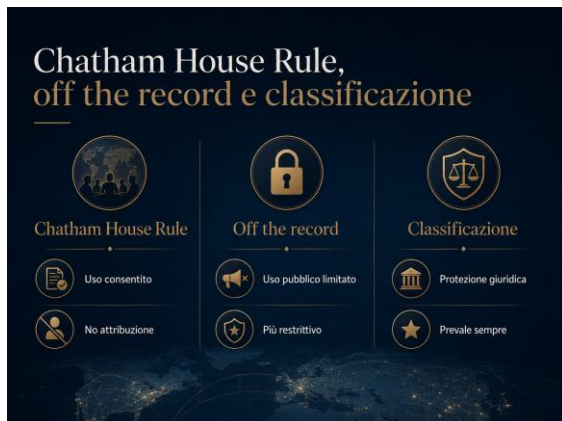 Chatham House Rule,
off the record e classificazione
Chatham House Rule
Uso consentito
No attribuzione
Off the record
Uso pubblico limitato
Più restrittivo
Classificazione
Protezione giuridica
Prevale sempre